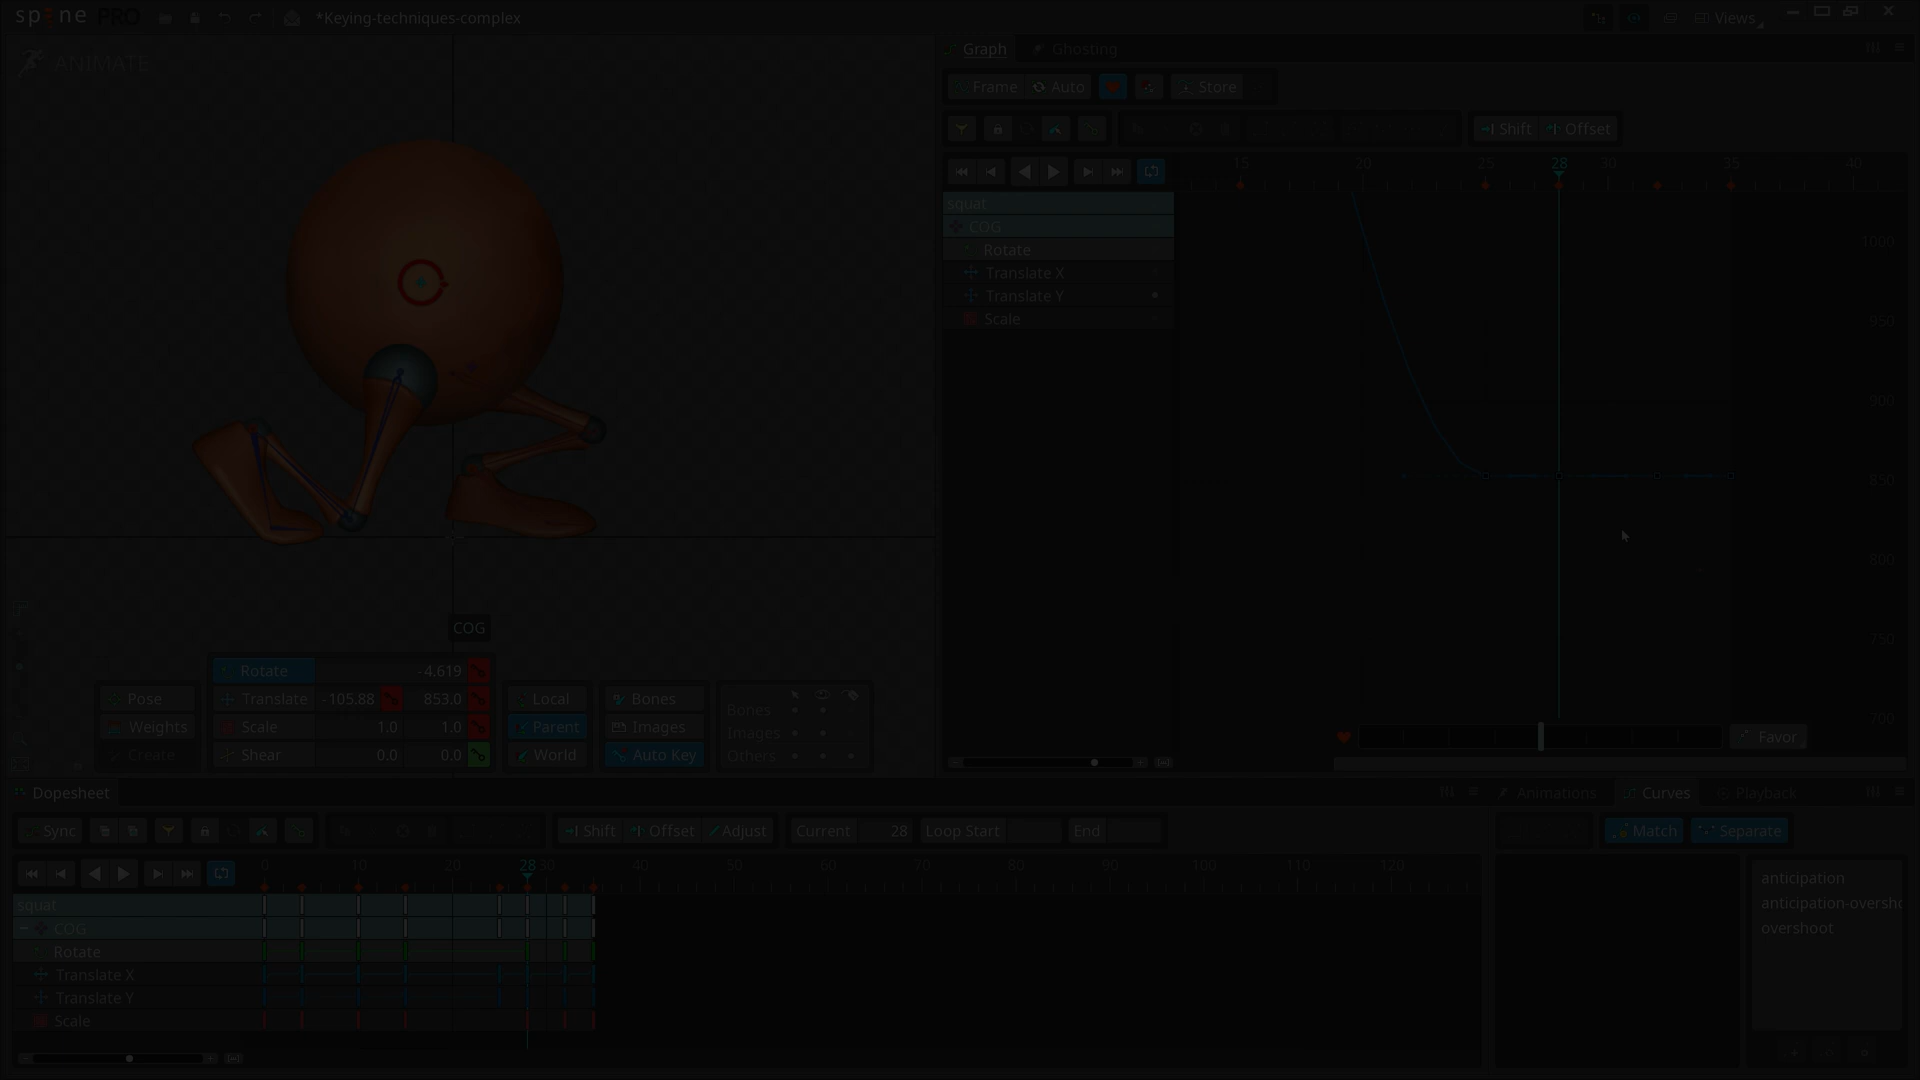 spine PRO
*Keying-techniques-complex
Views
ANIMATE
Graph
Ghosting
Frame
Auto
Store
Shift
Offset
15
20
25
28
30
35
40
squat
COG
Rotate
Translate X
Translate Y
Scale
1000
950
900
850
800
750
700
Favor
COG
Pose
Weights
Create
Rotate -4.619
Translate -105.88 853.0
Scale 1.0 1.0
Shear 0.0 0.0
Local
Parent
World
Bones
Images
Auto Key
Bones
Images
Others
Dopesheet
Animations
Curves
Playback
Sync
Shift
Offset
Adjust
Current 28
Loop Start
End
Match
Separate
0 10 20 28 30 40 50 60 70 80 90 100 110 120
squat
COG
Rotate
Translate X
Translate Y
Scale
anticipation
anticipation-oversho
overshoot